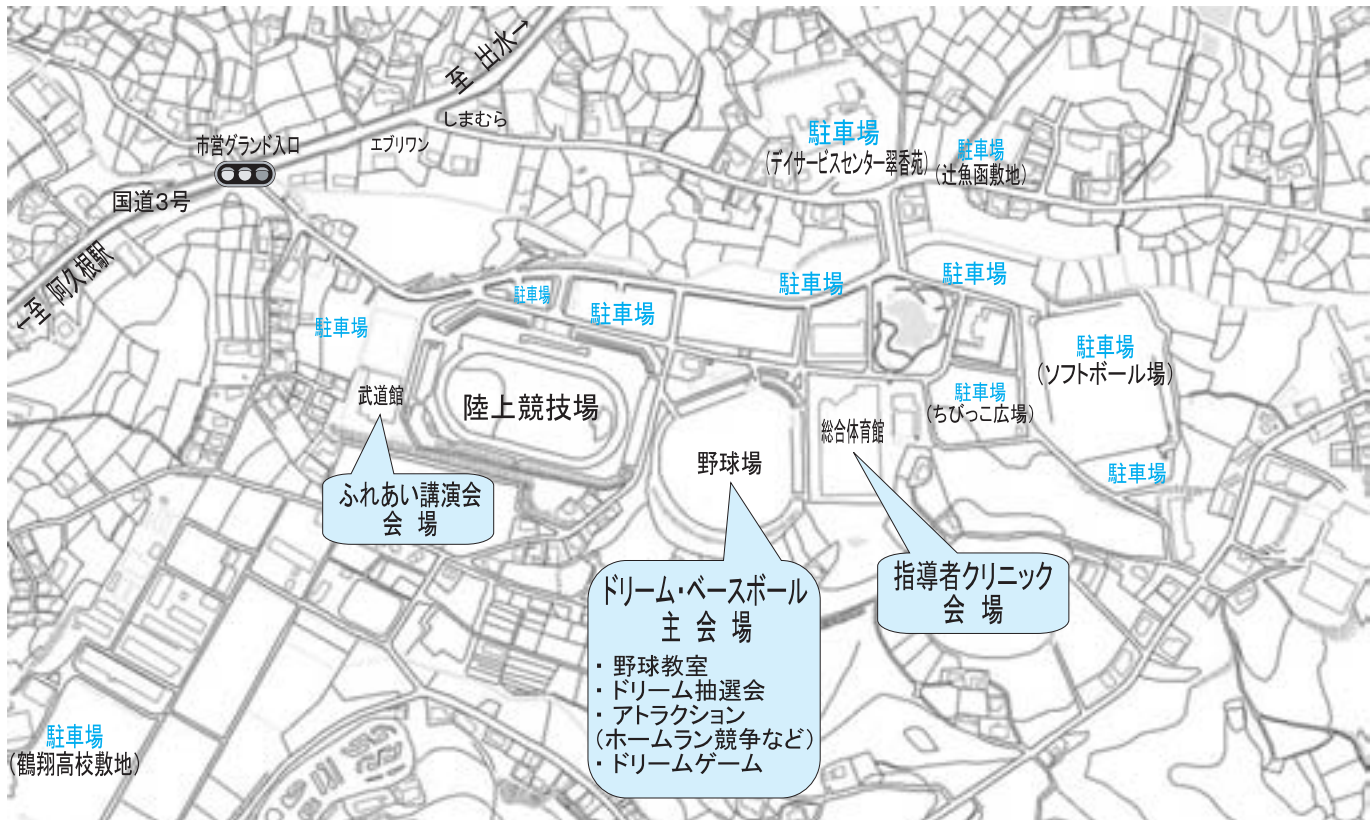 至 出水→
しまむら
エブリワン
市営グランド入口
国道3号
←至 阿久根駅
駐車場
(デイサービスセンター翠香苑)
駐車場
(辻魚函敷地)
駐車場
駐車場
駐車場
駐車場
駐車場
駐車場
(ソフトボール場)
駐車場
(ちびっこ広場)
駐車場
武道館
陸上競技場
野球場
総合体育館
ふれあい講演会
会 場
ドリーム・ベースボール
主 会 場
・ 野球教室
・ ドリーム抽選会
・ アトラクション
(ホームラン競争など)
・ ドリームゲーム
指導者クリニック
会 場
駐車場
(鶴翔高校敷地)